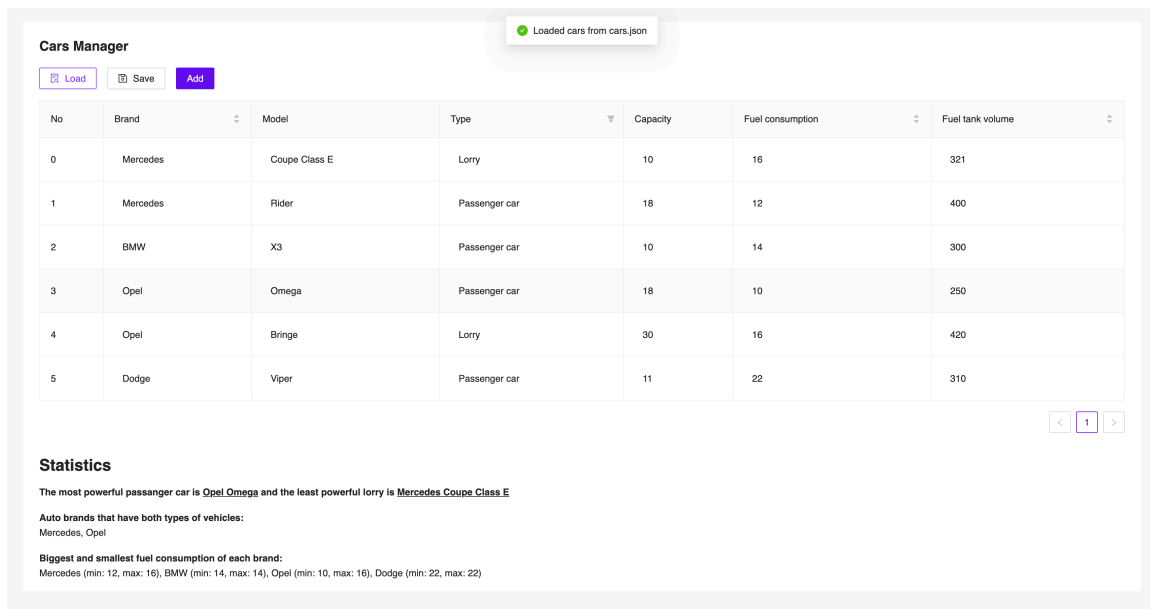 Loaded cars from cars.json
Cars Manager
Load Save Add
No Brand Model Type Capacity Fuel consumption Fuel tank volume
0 Mercedes Coupe Class E Lorry 10 16 321
1 Mercedes Rider Passenger car 18 12 400
2 BMW X3 Passenger car 10 14 300
3 Opel Omega Passenger car 18 10 250
4 Opel Bringe Lorry 30 16 420
5 Dodge Viper Passenger car 11 22 310
< 1 >
Statistics
The most powerful passanger car is Opel Omega and the least powerful lorry is Mercedes Coupe Class E
Auto brands that have both types of vehicles:
Mercedes, Opel
Biggest and smallest fuel consumption of each brand:
Mercedes (min: 12, max: 16), BMW (min: 14, max: 14), Opel (min: 10, max: 16), Dodge (min: 22, max: 22)